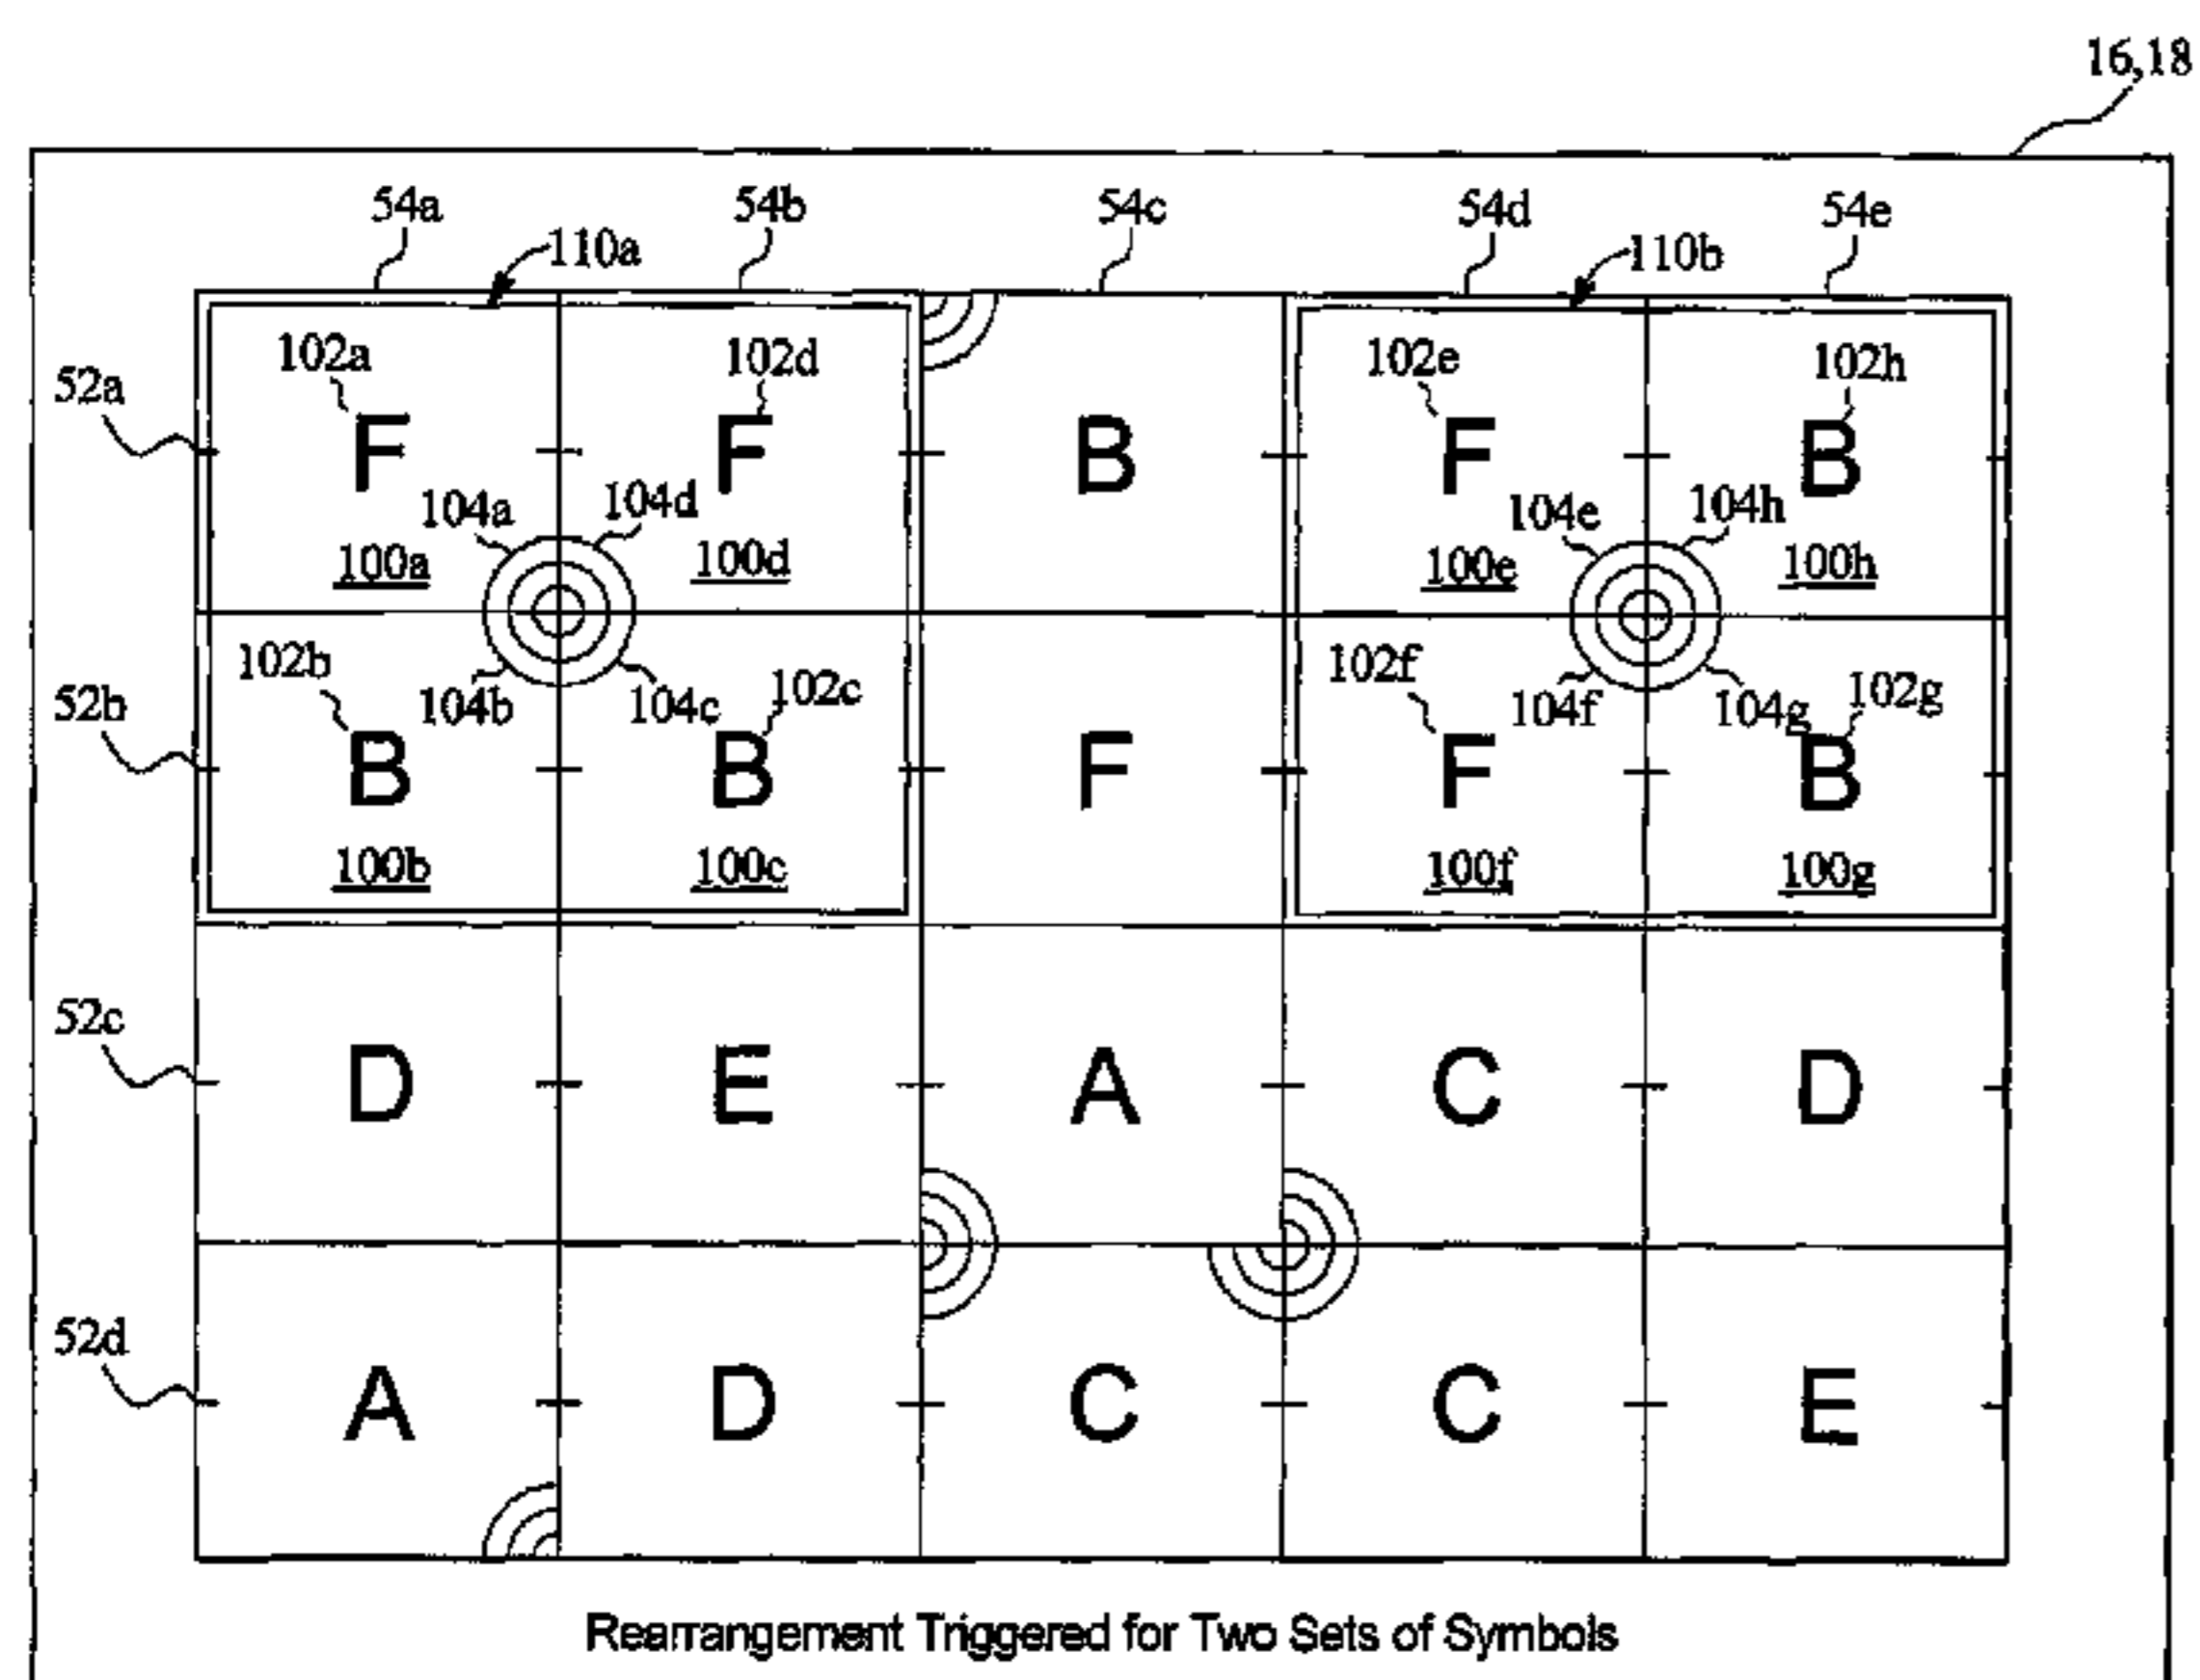 16,18
54a 54b 54c 54d 54e
110a 110b
102a 102d 102e 102h
52a F F B F B
104a 104d 104e 104h
100a 100d 100e 100h
102b 102c 102f 102g
104b 104c 104f 104g
52b B B F F B
100b 100c 100f 100g
52c D E A C D
52d A D C C E
Rearrangement Triggered for Two Sets of Symbols